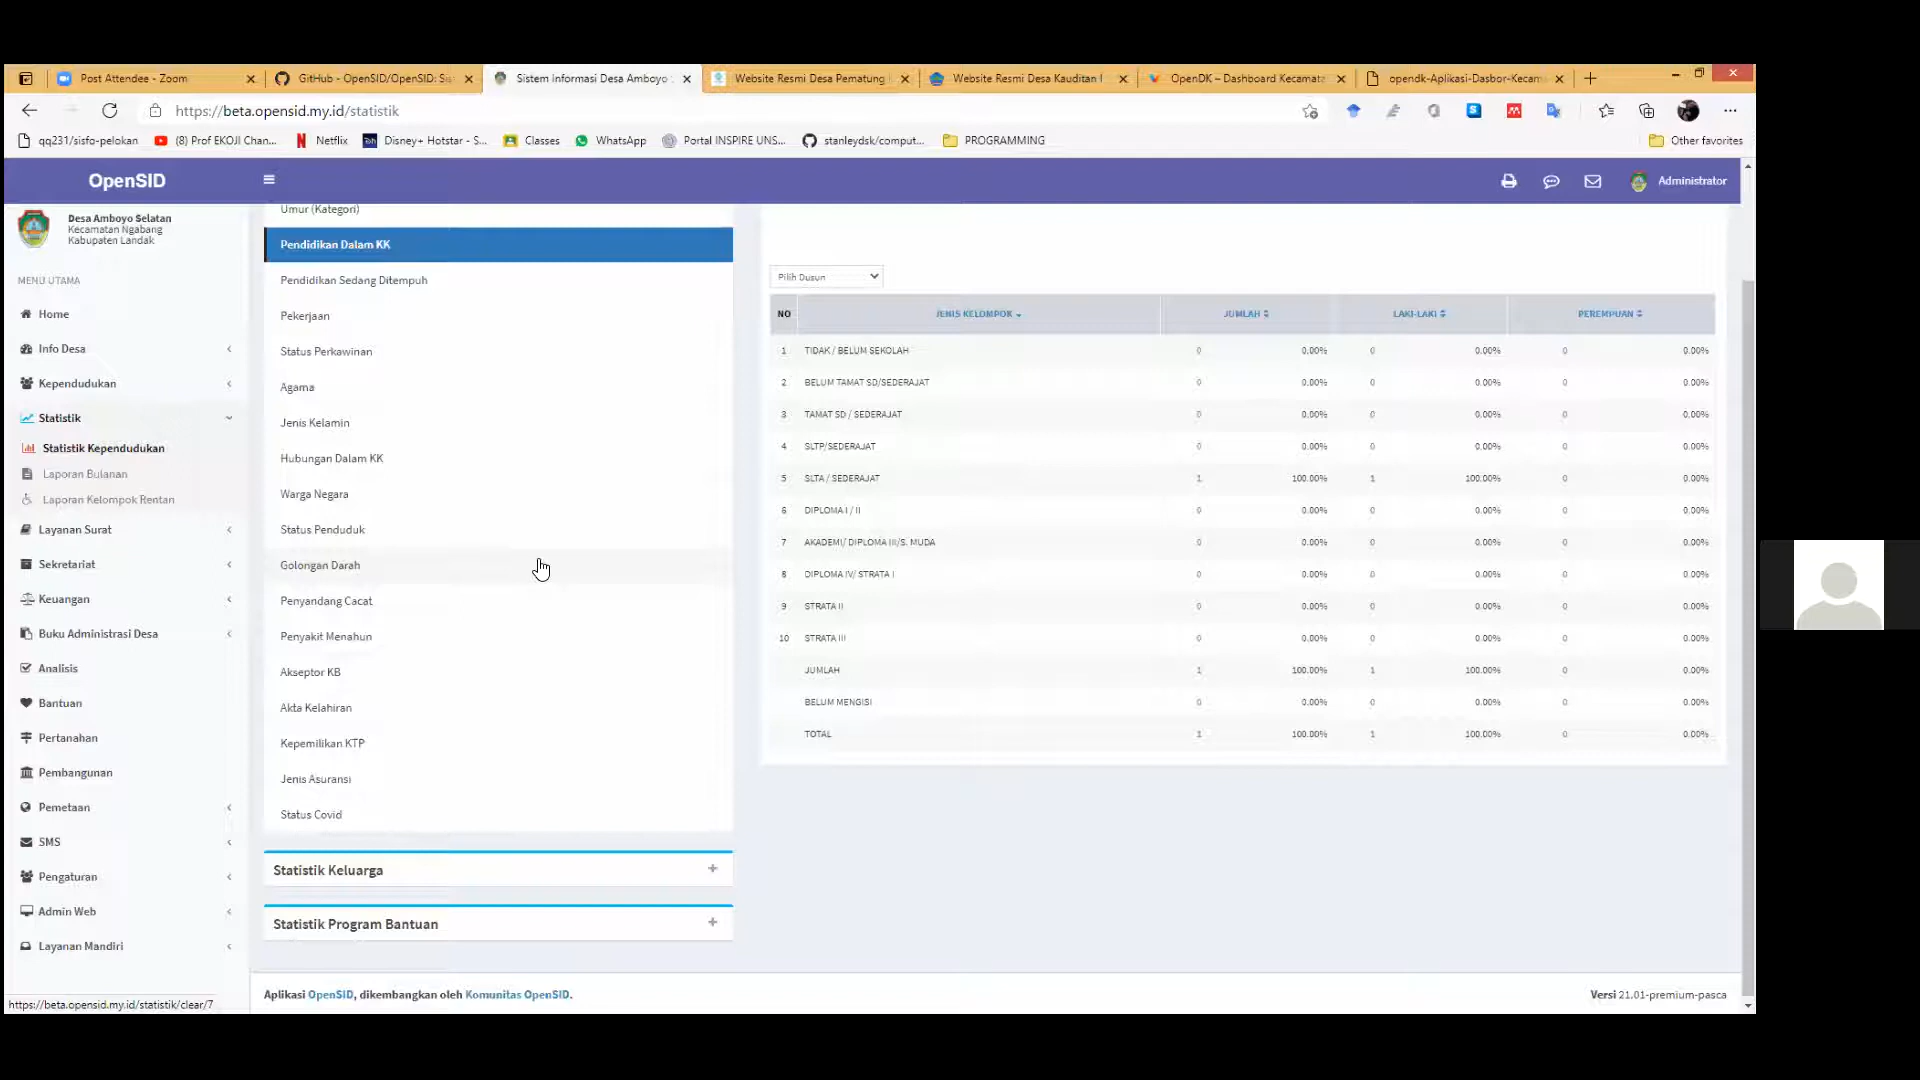 Post Attendee - Zoom
GitHub - OpenSID/OpenSID: Si
Sistem Informasi Desa Amboyo
Website Resmi Desa Pematung
Website Resmi Desa Kauditan I
OpenDK – Dashboard Kecamata
opendk-Aplikasi-Dasbor-Kecam
https://beta.opensid.my.id/statistik
qq231/sisfo-pelokan
(8) Prof EKOJI Chan...
Netflix
Disney+ Hotstar - S...
Classes
WhatsApp
Portal INSPIRE UNS...
stanleydsk/comput...
PROGRAMMING
Other favorites
OpenSID
Administrator
Desa Amboyo Selatan
Kecamatan Ngabang
Kabupaten Landak
MENU UTAMA
Home
Info Desa
Kependudukan
Statistik
Statistik Kependudukan
Laporan Bulanan
Laporan Kelompok Rentan
Layanan Surat
Sekretariat
Keuangan
Buku Administrasi Desa
Analisis
Bantuan
Pertanahan
Pembangunan
Pemetaan
SMS
Pengaturan
Admin Web
Layanan Mandiri
https://beta.opensid.my.id/statistik/clear/7
Umur (Kategori)
Pendidikan Dalam KK
Pendidikan Sedang Ditempuh
Pekerjaan
Status Perkawinan
Agama
Jenis Kelamin
Hubungan Dalam KK
Warga Negara
Status Penduduk
Golongan Darah
Penyandang Cacat
Penyakit Menahun
Akseptor KB
Akta Kelahiran
Kepemilikan KTP
Jenis Asuransi
Status Covid
Statistik Keluarga
Statistik Program Bantuan
Pilih Dusun
NO JENIS KELOMPOK JUMLAH LAKI-LAKI PEREMPUAN
1 TIDAK / BELUM SEKOLAH 0 0.00% 0 0.00% 0 0.00%
2 BELUM TAMAT SD/SEDERAJAT 0 0.00% 0 0.00% 0 0.00%
3 TAMAT SD / SEDERAJAT 0 0.00% 0 0.00% 0 0.00%
4 SLTP/SEDERAJAT 0 0.00% 0 0.00% 0 0.00%
5 SLTA / SEDERAJAT 1 100.00% 1 100.00% 0 0.00%
6 DIPLOMA I / II 0 0.00% 0 0.00% 0 0.00%
7 AKADEMI/ DIPLOMA III/S. MUDA 0 0.00% 0 0.00% 0 0.00%
8 DIPLOMA IV/ STRATA I 0 0.00% 0 0.00% 0 0.00%
9 STRATA II 0 0.00% 0 0.00% 0 0.00%
10 STRATA III 0 0.00% 0 0.00% 0 0.00%
JUMLAH 1 100.00% 1 100.00% 0 0.00%
BELUM MENGISI 0 0.00% 0 0.00% 0 0.00%
TOTAL 1 100.00% 1 100.00% 0 0.00%
Aplikasi OpenSID, dikembangkan oleh Komunitas OpenSID.
Versi 21.01-premium-pasca